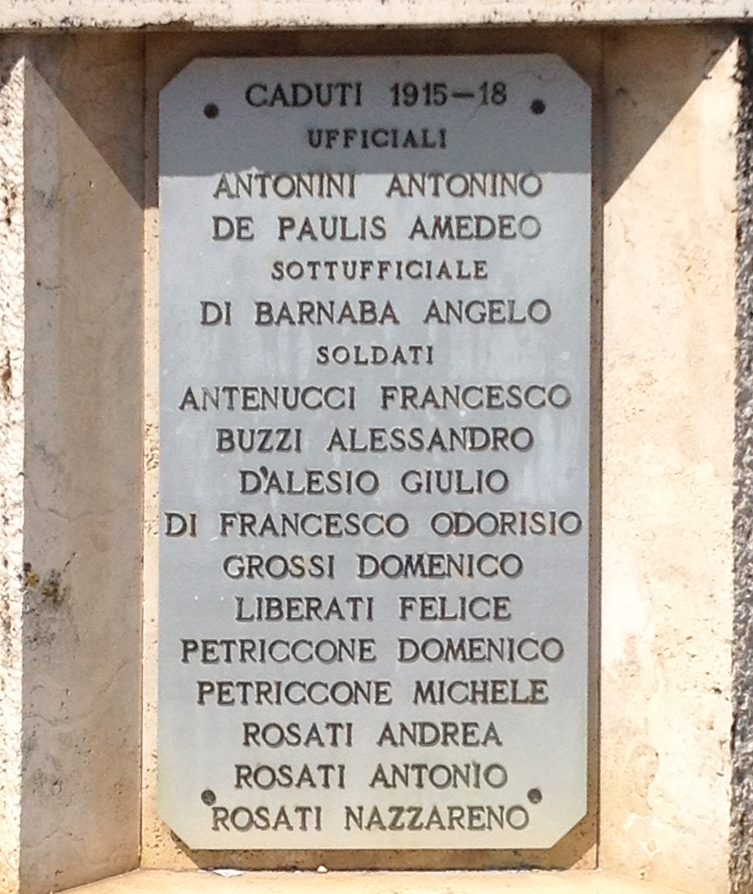 CADUTI 1915-18
UFFICIALI
ANTONINI ANTONINO
DE PAULIS AMEDEO
SOTTUFFICIALE
DI BARNABA ANGELO
SOLDATI
ANTENUCCI FRANCESCO
BUZZI ALESSANDRO
D'ALESIO GIULIO
DI FRANCESCO ODORISIO
GROSSI DOMENICO
LIBERATI FELICE
PETRICCONE DOMENICO
PETRICCONE MICHELE
ROSATI ANDREA
ROSATI ANTONIO
ROSATI NAZZARENO